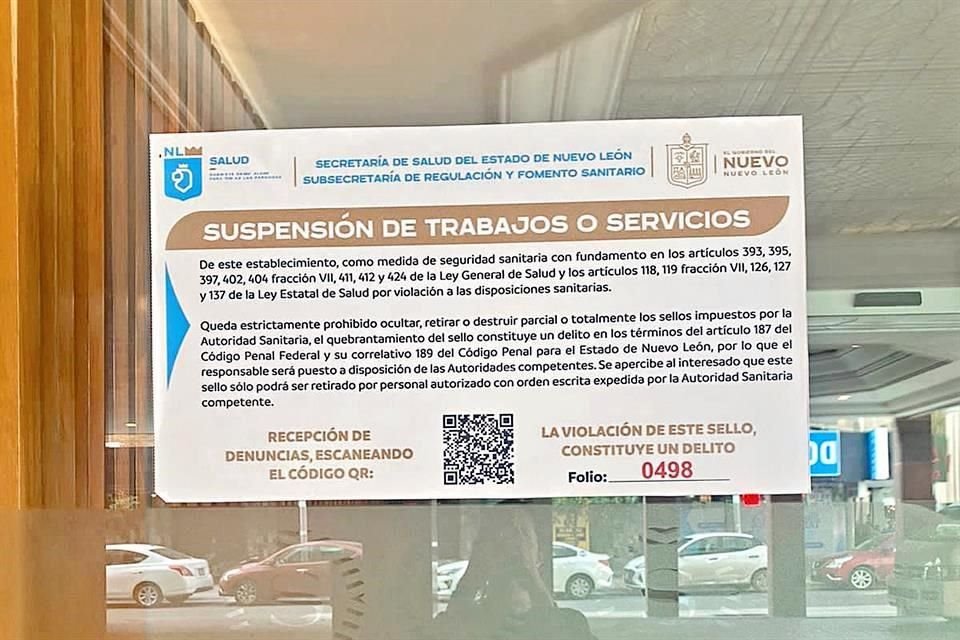 NL
SALUD
SECRETARÍA DE SALUD DEL ESTADO DE NUEVO LEÓN
SUBSECRETARÍA DE REGULACIÓN Y FOMENTO SANITARIO
EL GOBIERNO DEL
NUEVO
NUEVO LEÓN
SUSPENSIÓN DE TRABAJOS O SERVICIOS
De este establecimiento, como medida de seguridad sanitaria con fundamento en los artículos 393, 395,
397, 402, 404 fracción VII, 411, 412 y 424 de la Ley General de Salud y los artículos 118, 119 fracción VII, 126, 127
y 137 de la Ley Estatal de Salud por violación a las disposiciones sanitarias.
Queda estrictamente prohibido ocultar, retirar o destruir parcial o totalmente los sellos impuestos por la
Autoridad Sanitaria, el quebrantamiento del sello constituye un delito en los términos del artículo 187 del
Código Penal Federal y su correlativo 189 del Código Penal para el Estado de Nuevo León, por lo que el
responsable será puesto a disposición de las Autoridades competentes. Se apercibe al interesado que este
sello sólo podrá ser retirado por personal autorizado con orden escrita expedida por la Autoridad Sanitaria
competente.
RECEPCIÓN DE
DENUNCIAS, ESCANEANDO
EL CÓDIGO QR:
LA VIOLACIÓN DE ESTE SELLO,
CONSTITUYE UN DELITO
Folio: 0498